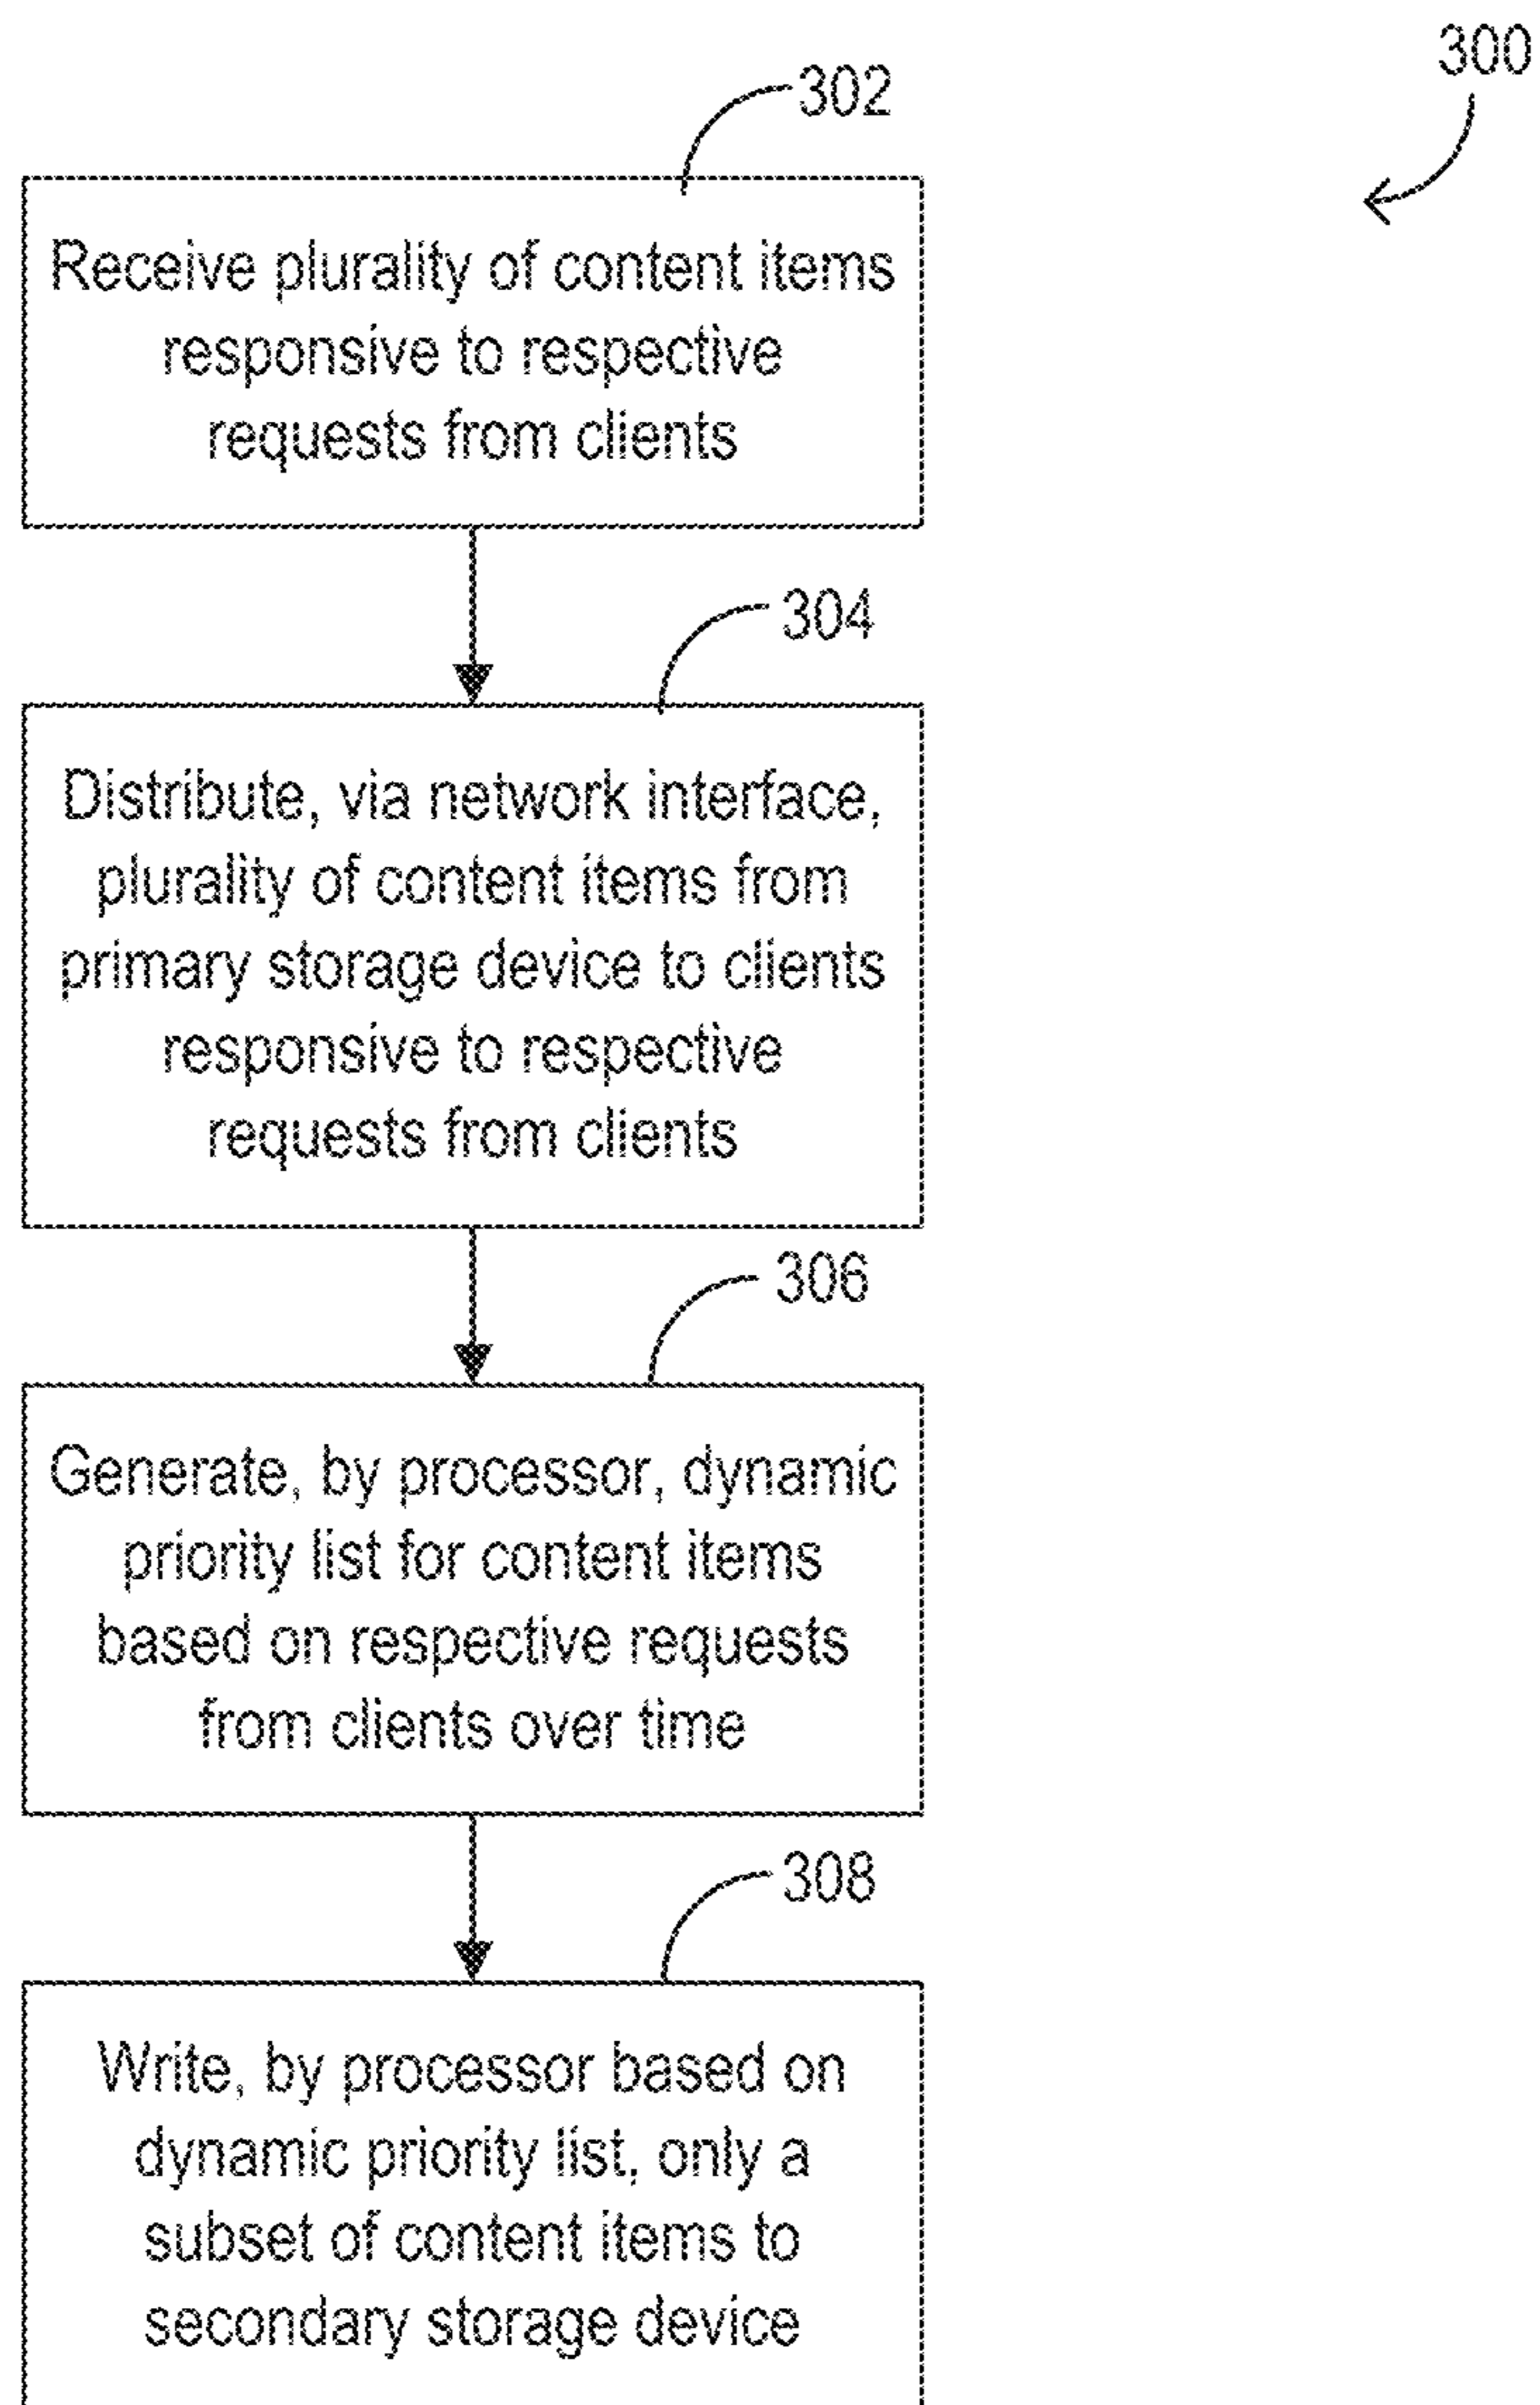 300
302
Receive plurality of content items
responsive to respective
requests from clients
304
Distribute, via network interface,
plurality of content items from
primary storage device to clients
responsive to respective
requests from clients
306
Generate, by processor, dynamic
priority list for content items
based on respective requests
from clients over time
308
Write, by processor based on
dynamic priority list, only a
subset of content items to
secondary storage device